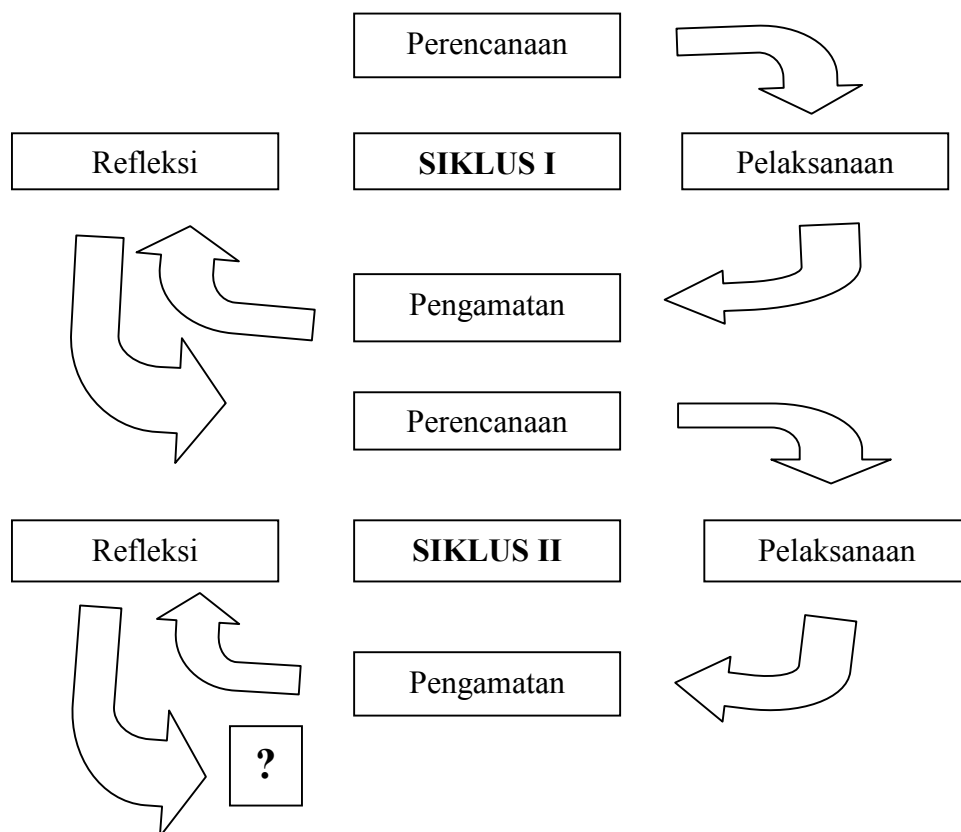 Perencanaan
Refleksi
SIKLUS I
Pelaksanaan
Pengamatan
Perencanaan
Refleksi
SIKLUS II
Pelaksanaan
Pengamatan
?